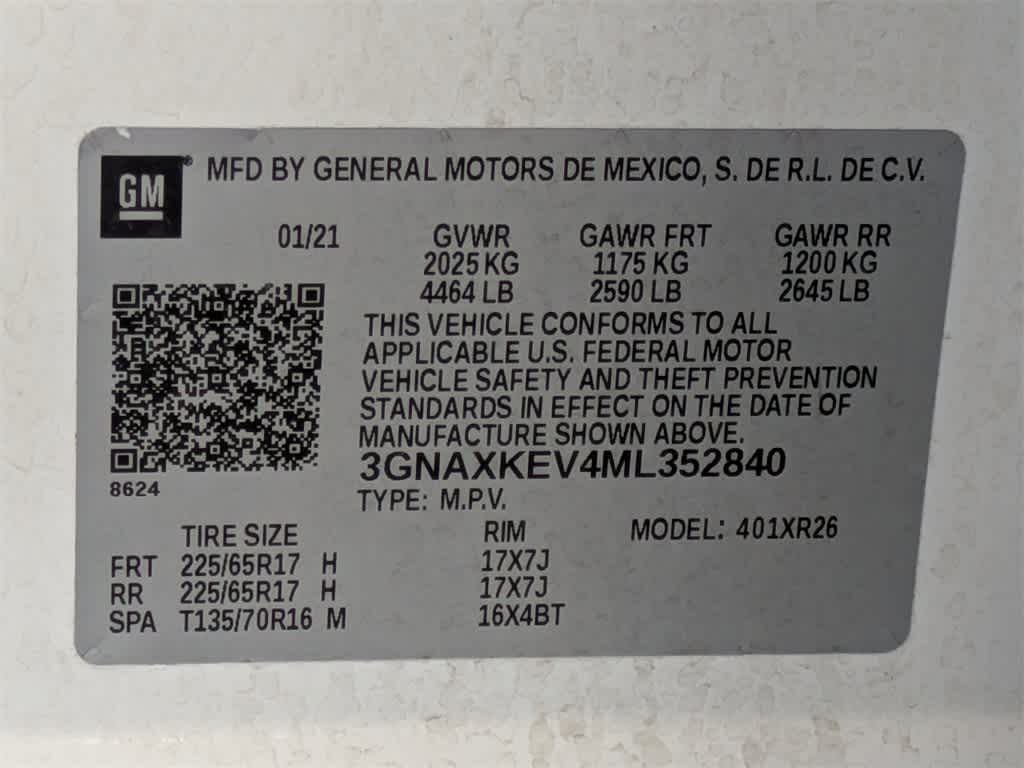 GM® MFD BY GENERAL MOTORS DE MEXICO, S. DE R.L. DE C.V.
01/21 GVWR GAWR FRT GAWR RR
2025 KG 1175 KG 1200 KG
4464 LB 2590 LB 2645 LB
THIS VEHICLE CONFORMS TO ALL
APPLICABLE U.S. FEDERAL MOTOR
VEHICLE SAFETY AND THEFT PREVENTION
STANDARDS IN EFFECT ON THE DATE OF
MANUFACTURE SHOWN ABOVE.
3GNAXKEV4ML352840
8624
TYPE: M.P.V.
TIRE SIZE RIM MODEL: 401XR26
FRT 225/65R17 H 17X7J
RR 225/65R17 H 17X7J
SPA T135/70R16 M 16X4BT